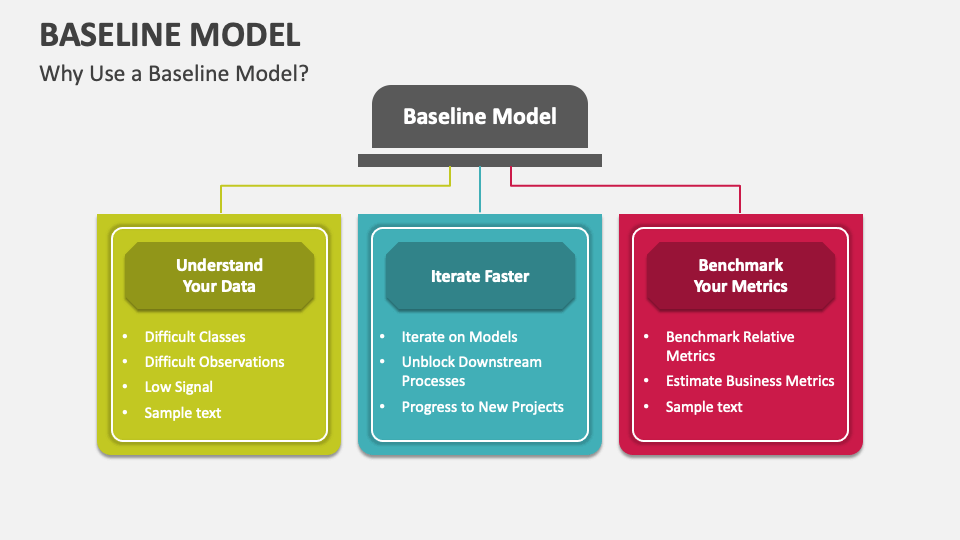 BASELINE MODEL
Why Use a Baseline Model?
Baseline Model
Understand
Your Data
• Difficult Classes
• Difficult Observations
• Low Signal
• Sample text
Iterate Faster
• Iterate on Models
• Unblock Downstream
Processes
• Progress to New Projects
Benchmark
Your Metrics
• Benchmark Relative
Metrics
• Estimate Business Metrics
• Sample text